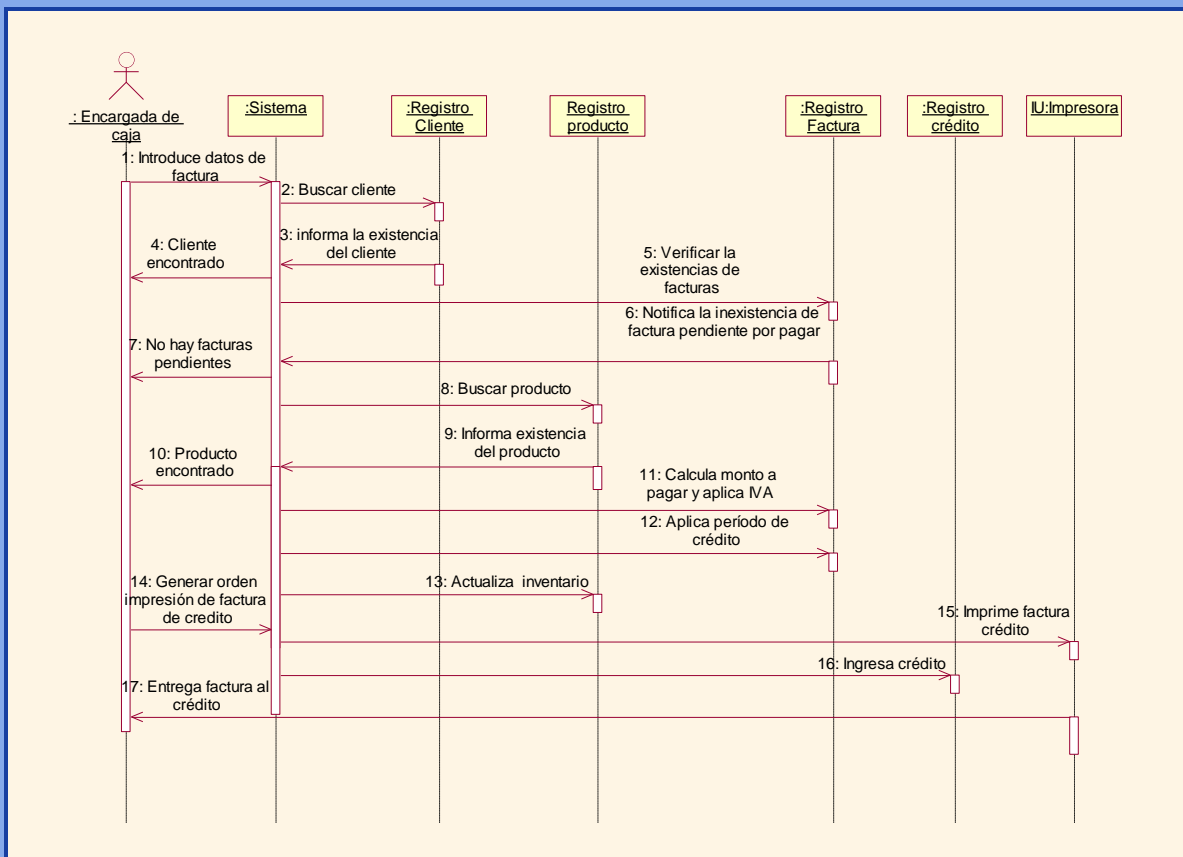 : Encargada de
caja
:Sistema
:Registro
Cliente
Registro
producto
:Registro
Factura
:Registro
crédito
IU:Impresora
1: Introduce datos de
factura
2: Buscar cliente
3: informa la existencia
del cliente
4: Cliente
encontrado
5: Verificar la
existencias de
facturas
6: Notifica la inexistencia de
factura pendiente por pagar
7: No hay facturas
pendientes
8: Buscar producto
9: Informa existencia
del producto
10: Producto
encontrado
11: Calcula monto a
pagar y aplica IVA
12: Aplica período de
crédito
13: Actualiza inventario
14: Generar orden
impresión de factura
de credito
15: Imprime factura
crédito
16: Ingresa crédito
17: Entrega factura al
crédito